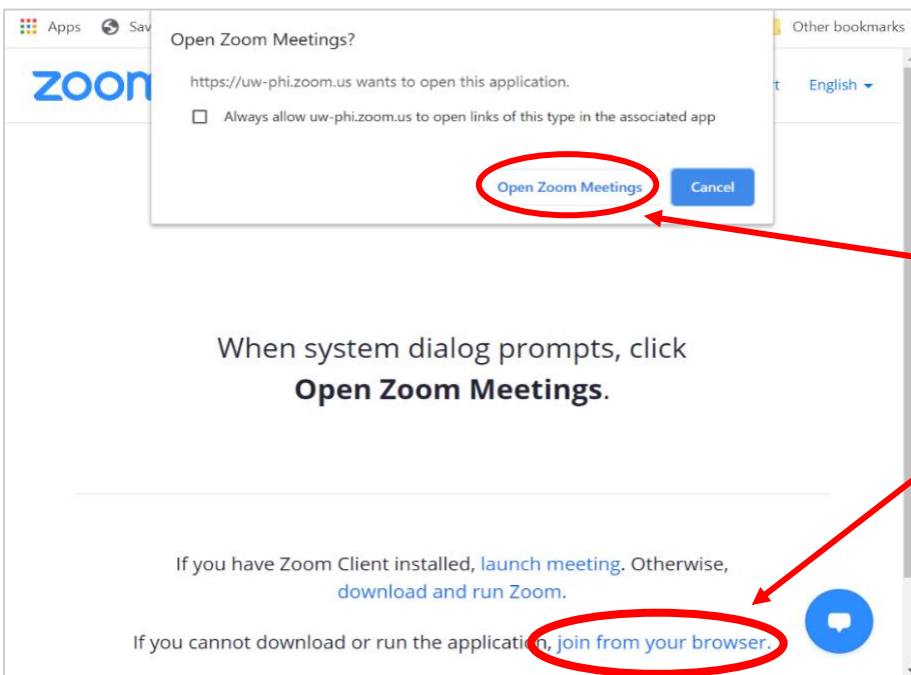 Apps Sav Other bookmarks
Open Zoom Meetings?
zoom English
https://uw-phi.zoom.us wants to open this application.
Always allow uw-phi.zoom.us to open links of this type in the associated app
Open Zoom Meetings Cancel
When system dialog prompts, click
Open Zoom Meetings.
If you have Zoom Client installed, launch meeting. Otherwise,
download and run Zoom.
If you cannot download or run the application, join from your browser.